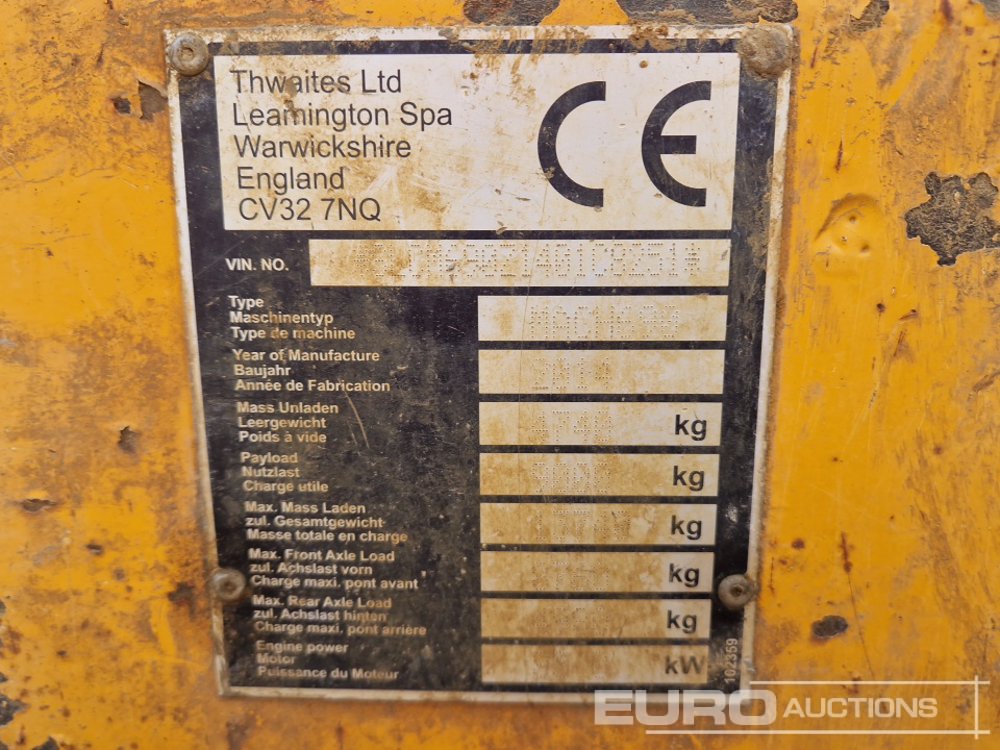 Thwaites Ltd
Leamington Spa
Warwickshire
England
CV32 7NQ
CE
VIN. NO.
Type
Maschinentyp
Type de machine
Year of Manufacture
Baujahr
Année de Fabrication
2014
Mass Unladen
Leergewicht
Poids à vide
kg
Payload
Nutzlast
Charge utile
kg
Max. Mass Laden
zul. Gesamtgewicht
Masse totale en charge
kg
Max. Front Axle Load
zul. Achslast vorn
Charge maxi. pont avant
kg
Max. Rear Axle Load
zul. Achslast hinten
Charge maxi. pont arrière
kg
Engine power
Motor
Puissance du Moteur
kW
102359
EURO AUCTIONS